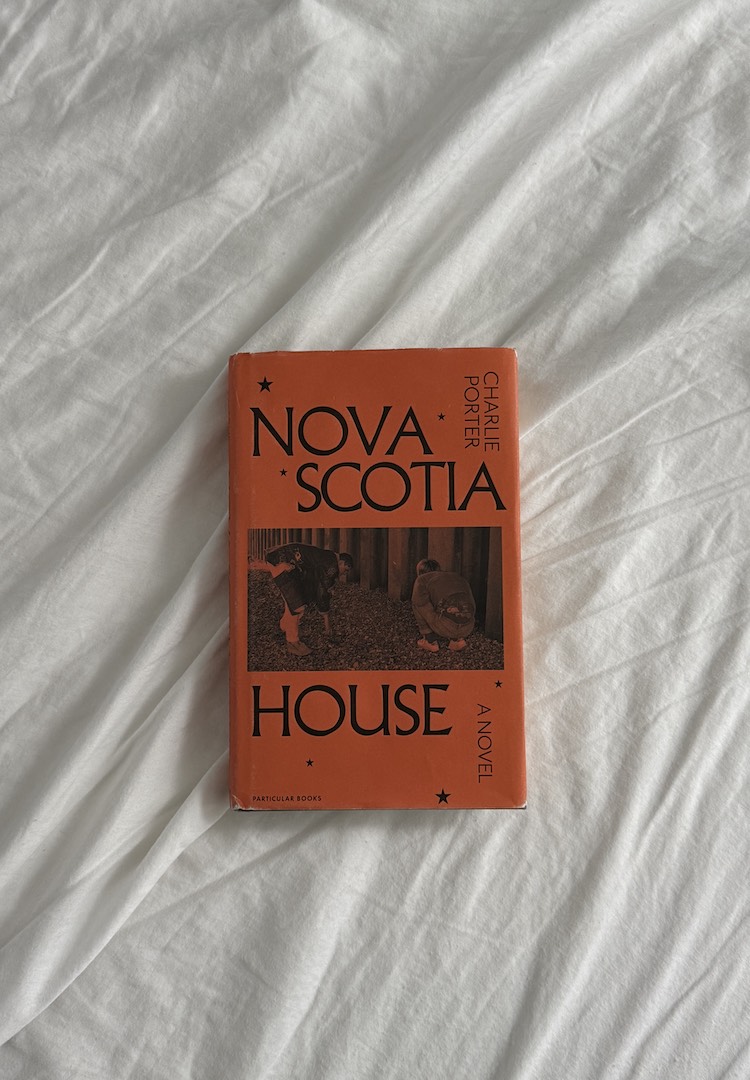 CHARLIE
PORTER
NOVA
SCOTIA
HOUSE
A NOVEL
PARTICULAR BOOKS